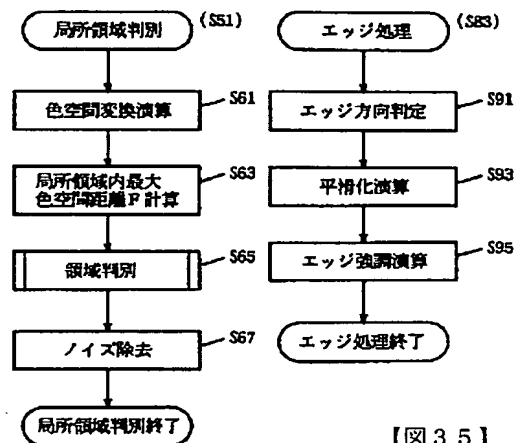 局所領域判別
(S51)
色空間変換演算
S61
局所領域内最大
色空間距離F計算
S63
領域判別
S65
ノイズ除去
S67
局所領域判別終了
エッジ処理
(S83)
エッジ方向判定
S91
平滑化演算
S93
エッジ強調演算
S95
エッジ処理終了
【図35】